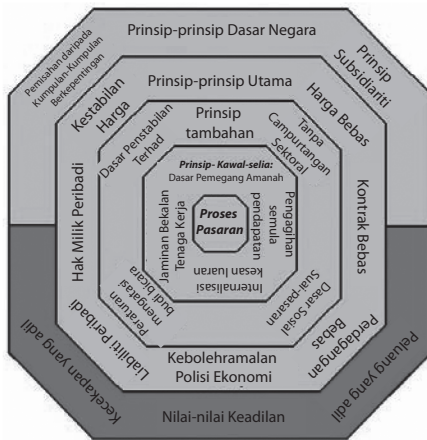 Prinsip-prinsip Dasar Negara
Pemisahan daripada
Kumpulan-Kumpulan
Berkepentingan
Prinsip
Subsidiariti
Prinsip-prinsip Utama
Kestabilan
Harga
Harga Bebas
Hak Milik Peribadi
Kontrak Bebas
Liabiliti Peribadi
Perdagangan
Bebas
Kebolehramalan
Polisi Ekonomi
Prinsip
tambahan
Dasar Penstabilan
Terhad
Tanpa
Campurtangan
Sektoral
Peraturan
mengatasi
budi bicara
Dasar Sosial
Suai-pasaran
Prinsip- Kawal-selia:
Dasar Pemegang Amanah
Jaminan Bekalan
Tenaga Kerja
Pengagihan
semula
pendapatan
Internalisasi
kesan luaran
Proses
Pasaran
Kecekapan yang adil
Nilai-nilai Keadilan
Peluang yang adil